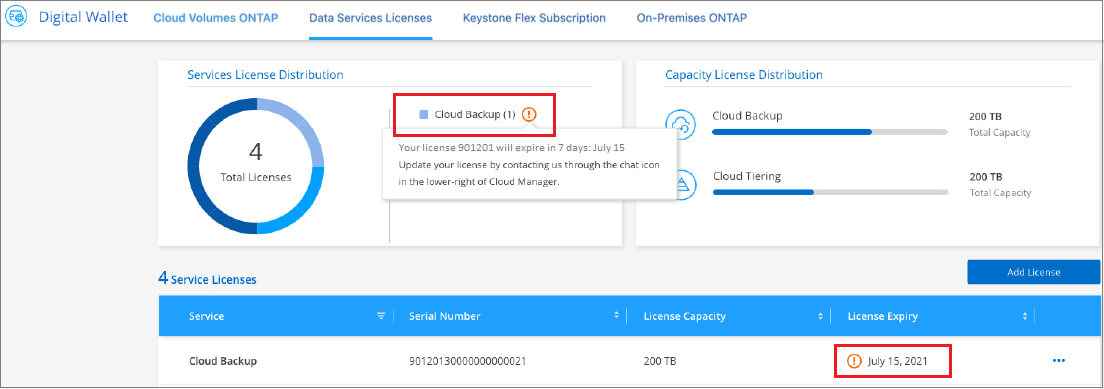 Digital Wallet
Cloud Volumes ONTAP
Data Services Licenses
Keystone Flex Subscription
On-Premises ONTAP
Services License Distribution
4
Total Licenses
Cloud Backup (1)
Your license 901201 will expire in 7 days: July 15
Update your license by contacting us through the chat icon
in the lower-right of Cloud Manager.
Capacity License Distribution
Cloud Backup
200 TB
Total Capacity
Cloud Tiering
200 TB
Total Capacity
4 Service Licenses
Add License
Service
Serial Number
License Capacity
License Expiry
Cloud Backup
90120130000000000021
200 TB
July 15, 2021